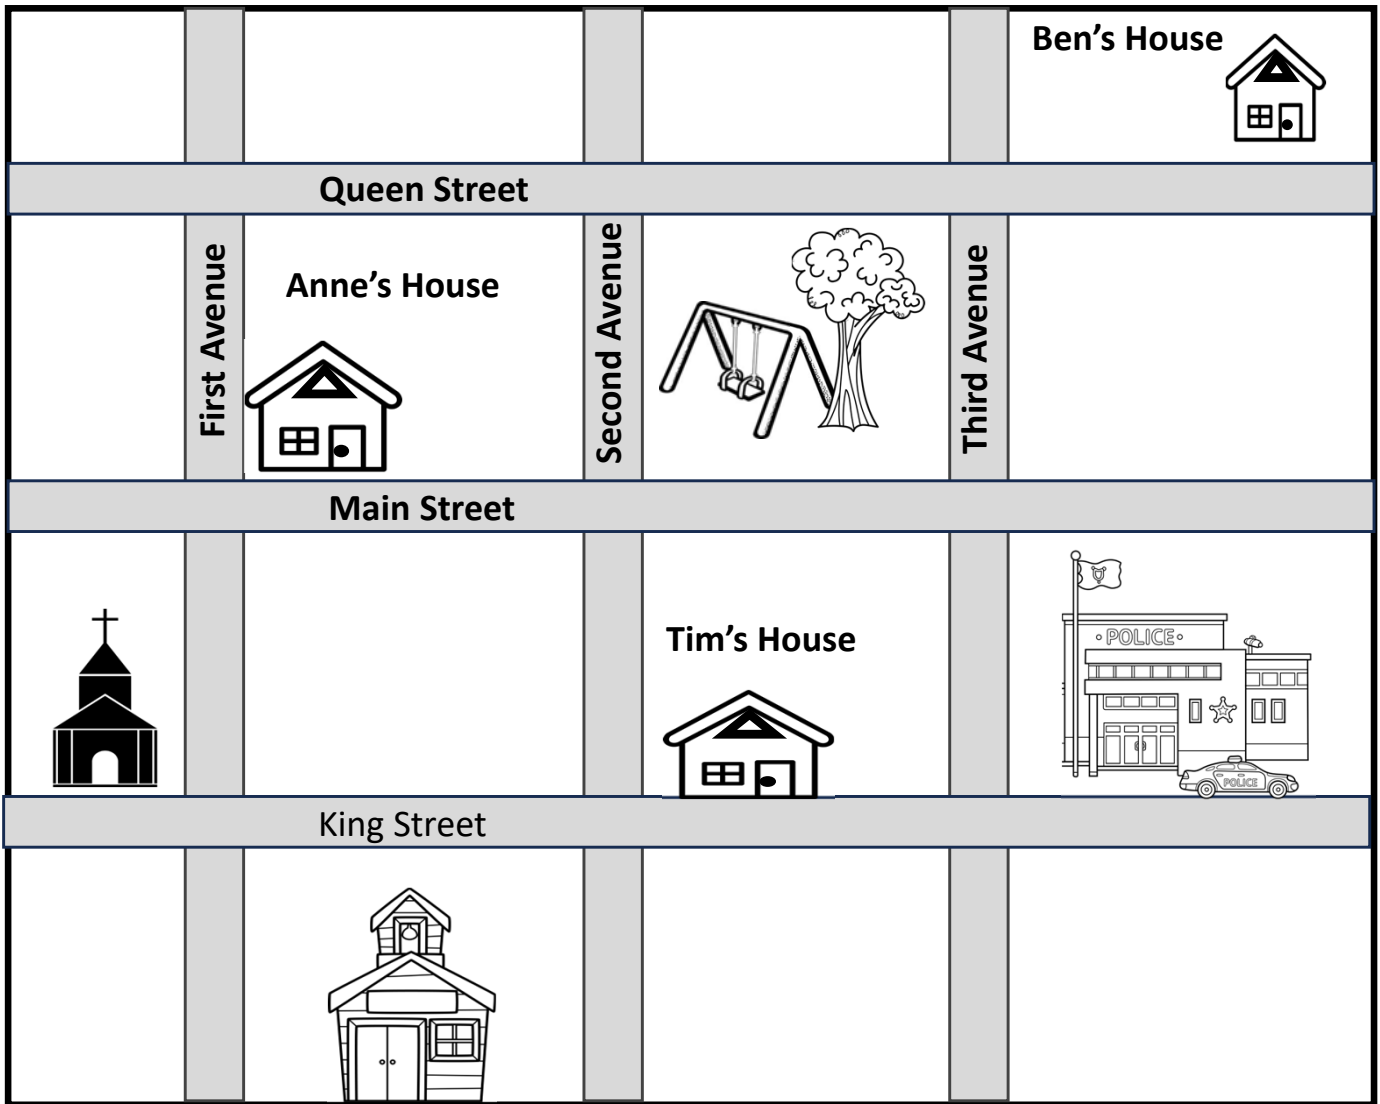 Ben’s House
Queen Street
First Avenue
Anne’s House
Second Avenue
Third Avenue
Main Street
Tim’s House
POLICE
POLICE
King Street